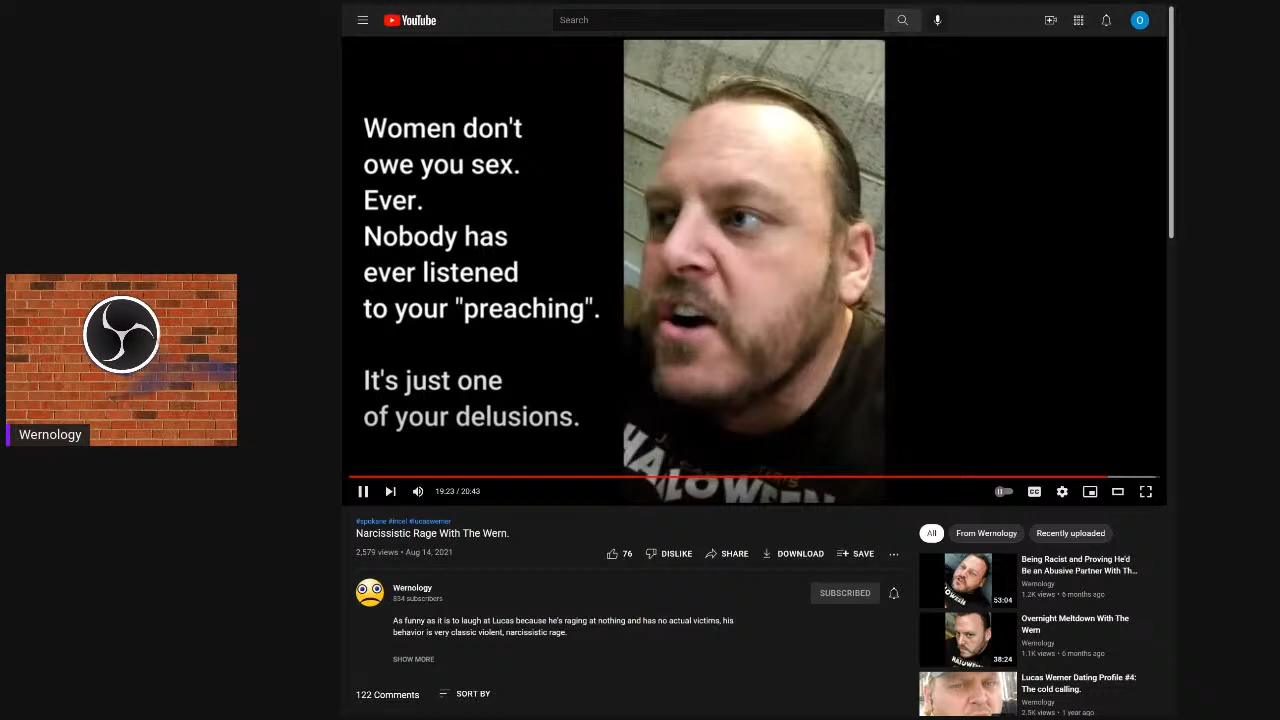 YouTube
Search
O
Women don't
owe you sex.
Ever.
Nobody has
ever listened
to your "preaching".
It's just one
of your delusions.
HALLOWEEN
Wernology
19:23 / 20:43
CC
#spokane #incel #lucaswerner
Narcissistic Rage With The Wern.
2,579 views • Aug 14, 2021
76
DISLIKE
SHARE
DOWNLOAD
SAVE
Wernology
834 subscribers
SUBSCRIBED
As funny as it is to laugh at Lucas because he's raging at nothing and has no actual victims, his
behavior is very classic violent, narcissistic rage.
SHOW MORE
122 Comments
SORT BY
All
From Wernology
Recently uploaded
Being Racist and Proving He'd
Be an Abusive Partner With Th...
Wernology
1.2K views • 6 months ago
53:04
Overnight Meltdown With The
Wern
Wernology
1.1K views • 6 months ago
38:24
Lucas Werner Dating Profile #4:
The cold calling.
Wernology
2.5K views • 1 year ago